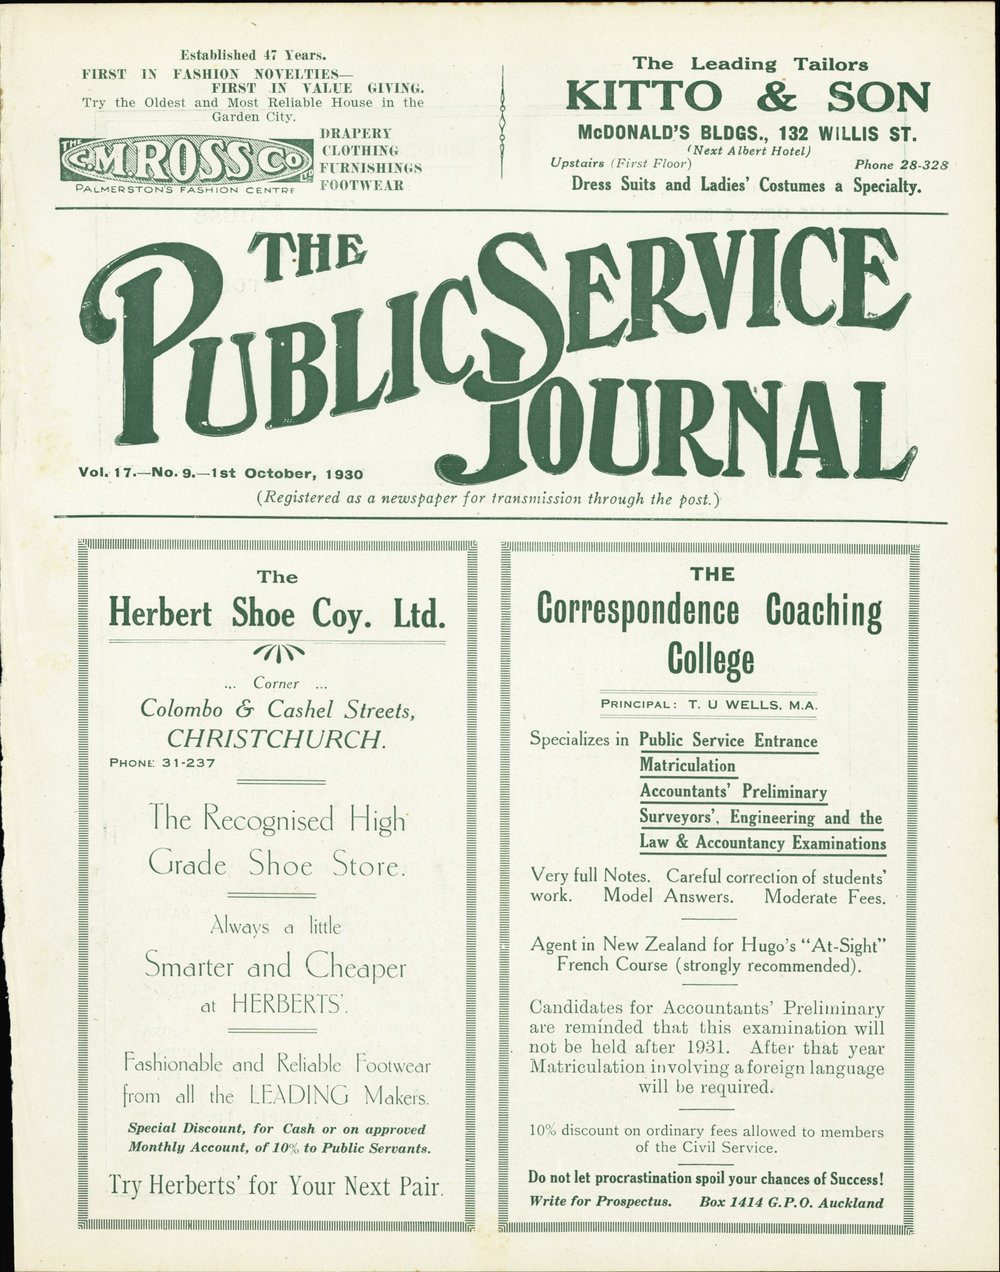 Established 47 Years.
FIRST IN FASHION NOVELTIES—
FIRST IN VALUE GIVING.
Try the Oldest and Most Reliable House in the
Garden City.
THE C.M ROSS Co LTD
PALMERSTON'S FASHION CENTRE
DRAPERY
CLOTHING
FURNISHINGS
FOOTWEAR
The Leading Tailors
KITTO & SON
McDONALD'S BLDGS., 132 WILLIS ST.
(Next Albert Hotel)
Upstairs (First Floor) Phone 28-328
Dress Suits and Ladies' Costumes a Specialty.
THE
PUBLIC SERVICE
JOURNAL
Vol. 17.—No. 9.—1st October, 1930
(Registered as a newspaper for transmission through the post.)
The
Herbert Shoe Coy. Ltd.
... Corner ...
Colombo & Cashel Streets,
CHRISTCHURCH.
PHONE: 31-237
The Recognised High
Grade Shoe Store.
Always a little
Smarter and Cheaper
at HERBERTS'.
Fashionable and Reliable Footwear
from all the LEADING Makers.
Special Discount, for Cash or on approved
Monthly Account, of 10% to Public Servants.
Try Herberts' for Your Next Pair.
THE
Correspondence Coaching
College
PRINCIPAL: T. U WELLS, M.A.
Specializes in Public Service Entrance
Matriculation
Accountants' Preliminary
Surveyors', Engineering and the
Law & Accountancy Examinations
Very full Notes. Careful correction of students'
work. Model Answers. Moderate Fees.
Agent in New Zealand for Hugo's "At-Sight"
French Course (strongly recommended).
Candidates for Accountants' Preliminary
are reminded that this examination will
not be held after 1931. After that year
Matriculation involving a foreign language
will be required.
10% discount on ordinary fees allowed to members
of the Civil Service.
Do not let procrastination spoil your chances of Success!
Write for Prospectus. Box 1414 G.P.O. Auckland